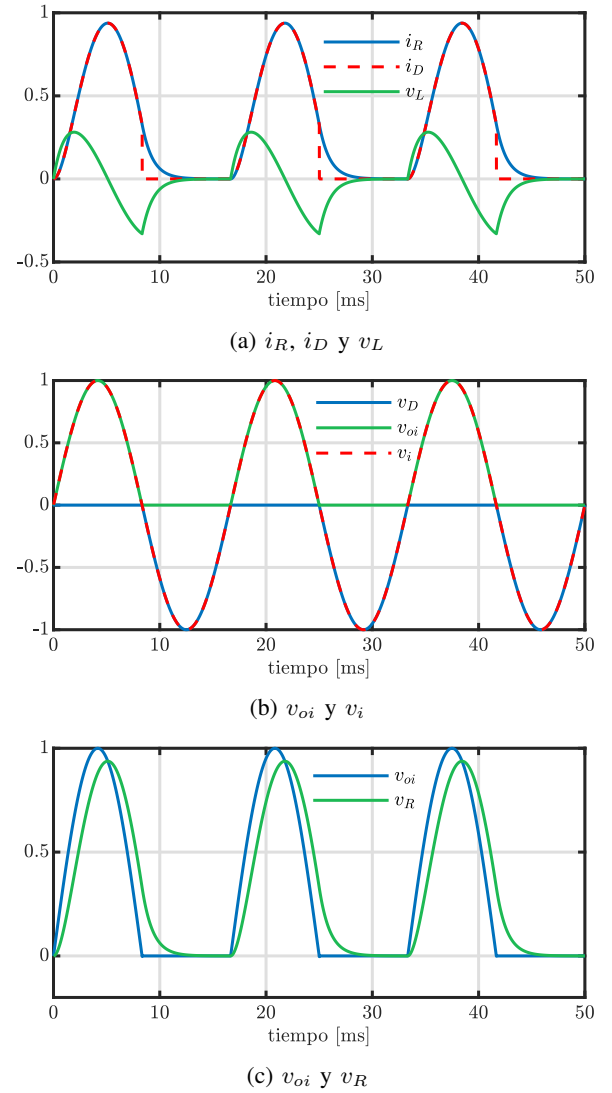 1
0.5
0
-0.5
i_R
i_D
v_L
0 10 20 30 40 50
tiempo [ms]
(a) i_R, i_D y v_L
1
0.5
0
-0.5
-1
v_D
v_oi
v_i
0 10 20 30 40 50
tiempo [ms]
(b) v_oi y v_i
1
0.5
0
v_oi
v_R
0 10 20 30 40 50
tiempo [ms]
(c) v_oi y v_R